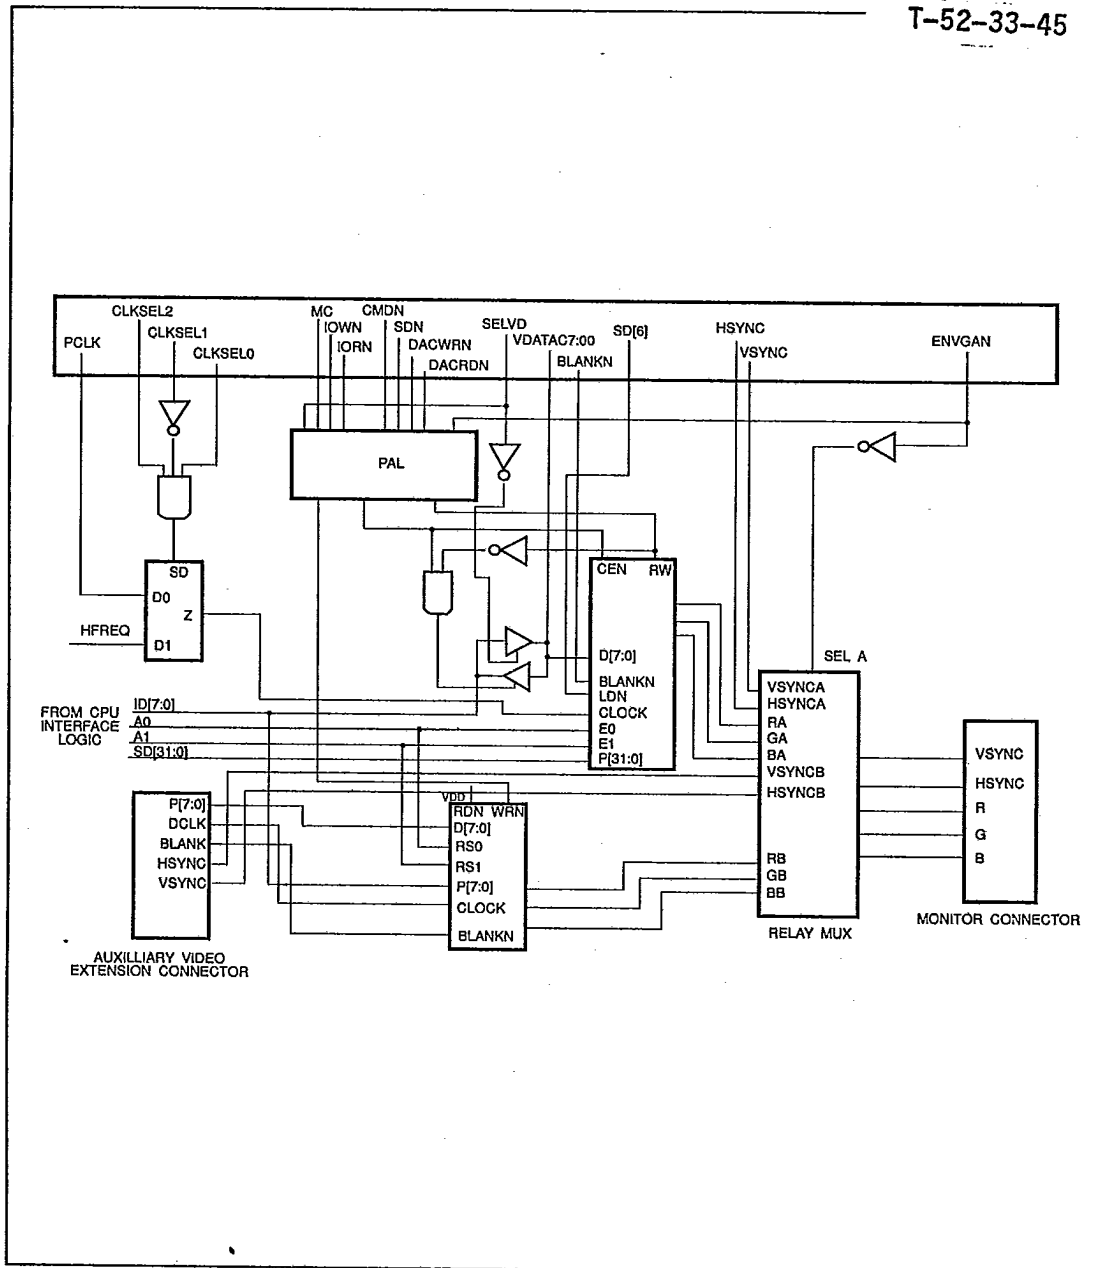 T-52-33-45
CLKSEL2
PCLK
CLKSEL1
CLKSEL0
MC
IOWN
IORN
CMDN
SDN
DACWRN
DACRDN
SELVD
VDATAC7:00
BLANKN
SD[6]
HSYNC
VSYNC
ENVGAN
PAL
SD
D0
Z
D1
HFREQ
CEN RW
D[7:0]
BLANKN
LDN
CLOCK
E0
E1
P[31:0]
FROM CPU
INTERFACE
LOGIC
ID[7:0]
A0
A1
SD[31:0]
SEL A
VSYNCA
HSYNCA
RA
GA
BA
VSYNCB
HSYNCB
RB
GB
BB
RELAY MUX
VSYNC
HSYNC
R
G
B
MONITOR CONNECTOR
P[7:0]
DCLK
BLANK
HSYNC
VSYNC
AUXILLIARY VIDEO
EXTENSION CONNECTOR
VDD
RDN WRN
D[7:0]
RS0
RS1
P[7:0]
CLOCK
BLANKN